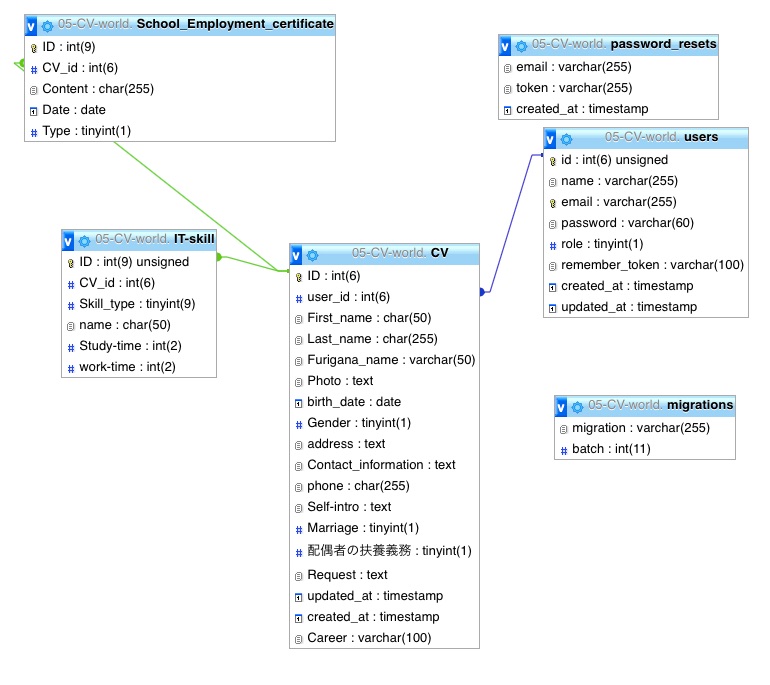 05-CV-world. School_Employment_certificate
ID : int(9)
CV_id : int(6)
Content : char(255)
Date : date
Type : tinyint(1)
05-CV-world. password_resets
email : varchar(255)
token : varchar(255)
created_at : timestamp
05-CV-world. users
id : int(6) unsigned
name : varchar(255)
email : varchar(255)
password : varchar(60)
role : tinyint(1)
remember_token : varchar(100)
created_at : timestamp
updated_at : timestamp
05-CV-world. IT-skill
ID : int(9) unsigned
CV_id : int(6)
Skill_type : tinyint(9)
name : char(50)
Study-time : int(2)
work-time : int(2)
05-CV-world. CV
ID : int(6)
user_id : int(6)
First_name : char(50)
Last_name : char(255)
Furigana_name : varchar(50)
Photo : text
birth_date : date
Gender : tinyint(1)
address : text
Contact_information : text
phone : char(255)
Self-intro : text
Marriage : tinyint(1)
配偶者の扶養義務 : tinyint(1)
Request : text
updated_at : timestamp
created_at : timestamp
Career : varchar(100)
05-CV-world. migrations
migration : varchar(255)
batch : int(11)